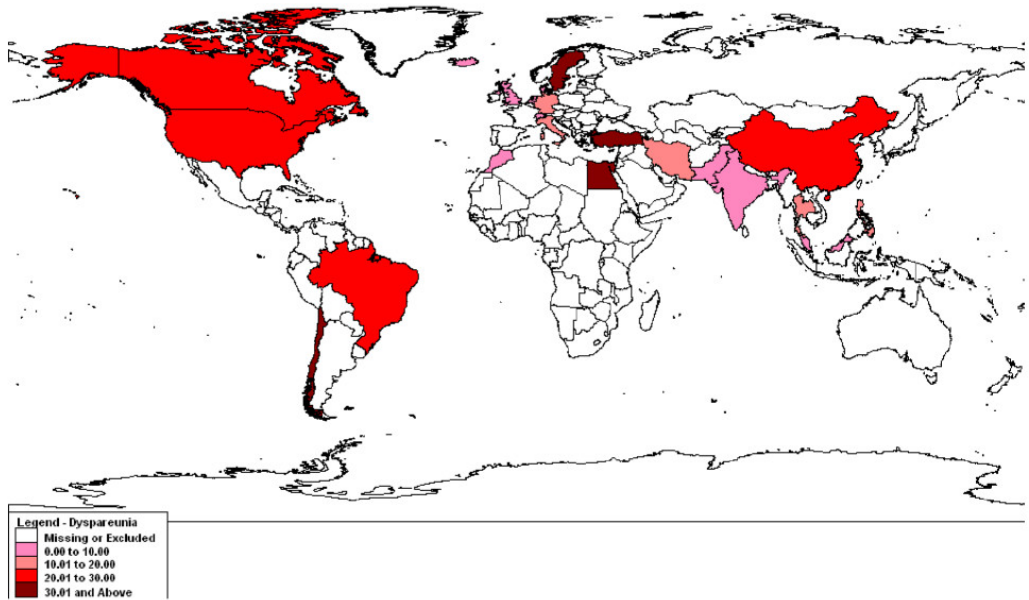 Legend - Dyspareunia
Missing or Excluded
0.00 to 10.00
10.01 to 20.00
20.01 to 30.00
30.01 and Above